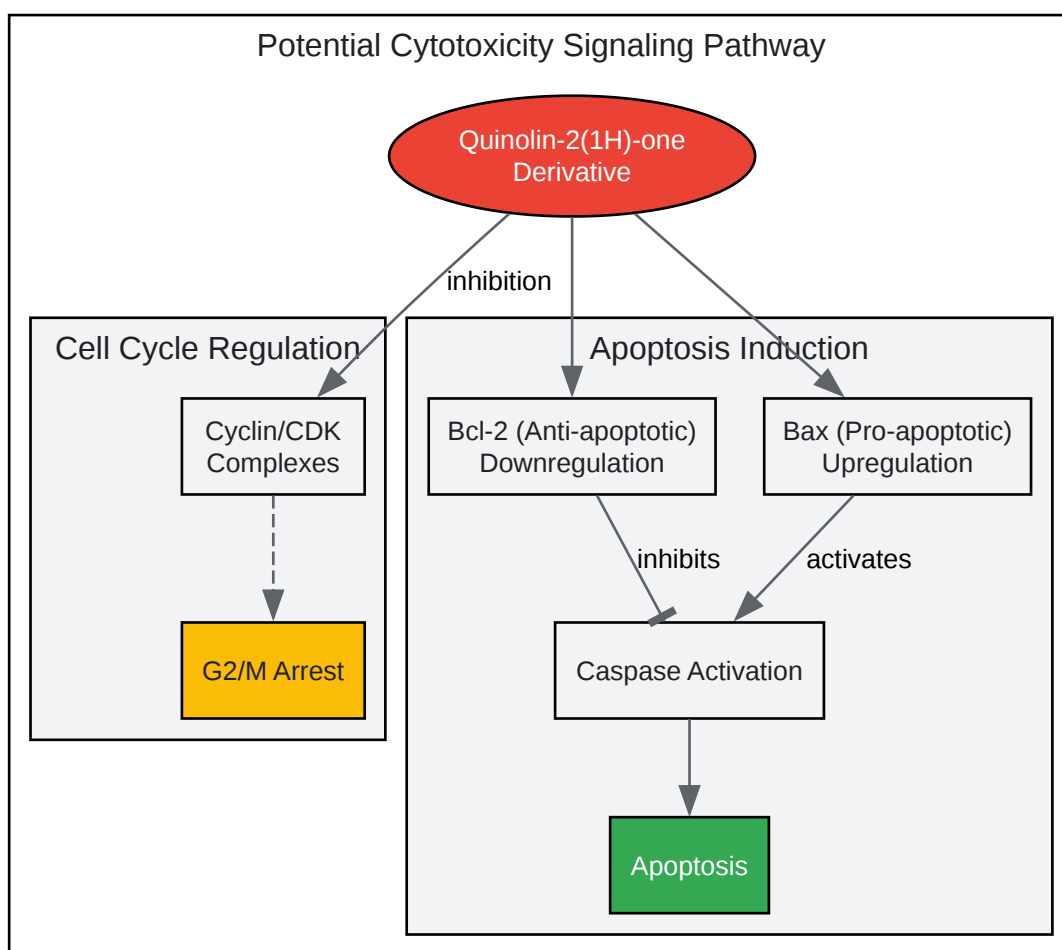 Potential Cytotoxicity Signaling Pathway
Quinolin-2(1H)-one
Derivative
inhibition
Cell Cycle Regulation
Apoptosis Induction
Cyclin/CDK
Complexes
Bcl-2 (Anti-apoptotic)
Downregulation
Bax (Pro-apoptotic)
Upregulation
inhibits
activates
G2/M Arrest
Caspase Activation
Apoptosis